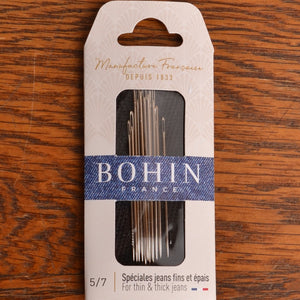 Manufacture Française
DEPUIS 1833
BOHIN
FRANCE
5/7
Spéciales jeans fins et épais
For thin & thick jeans